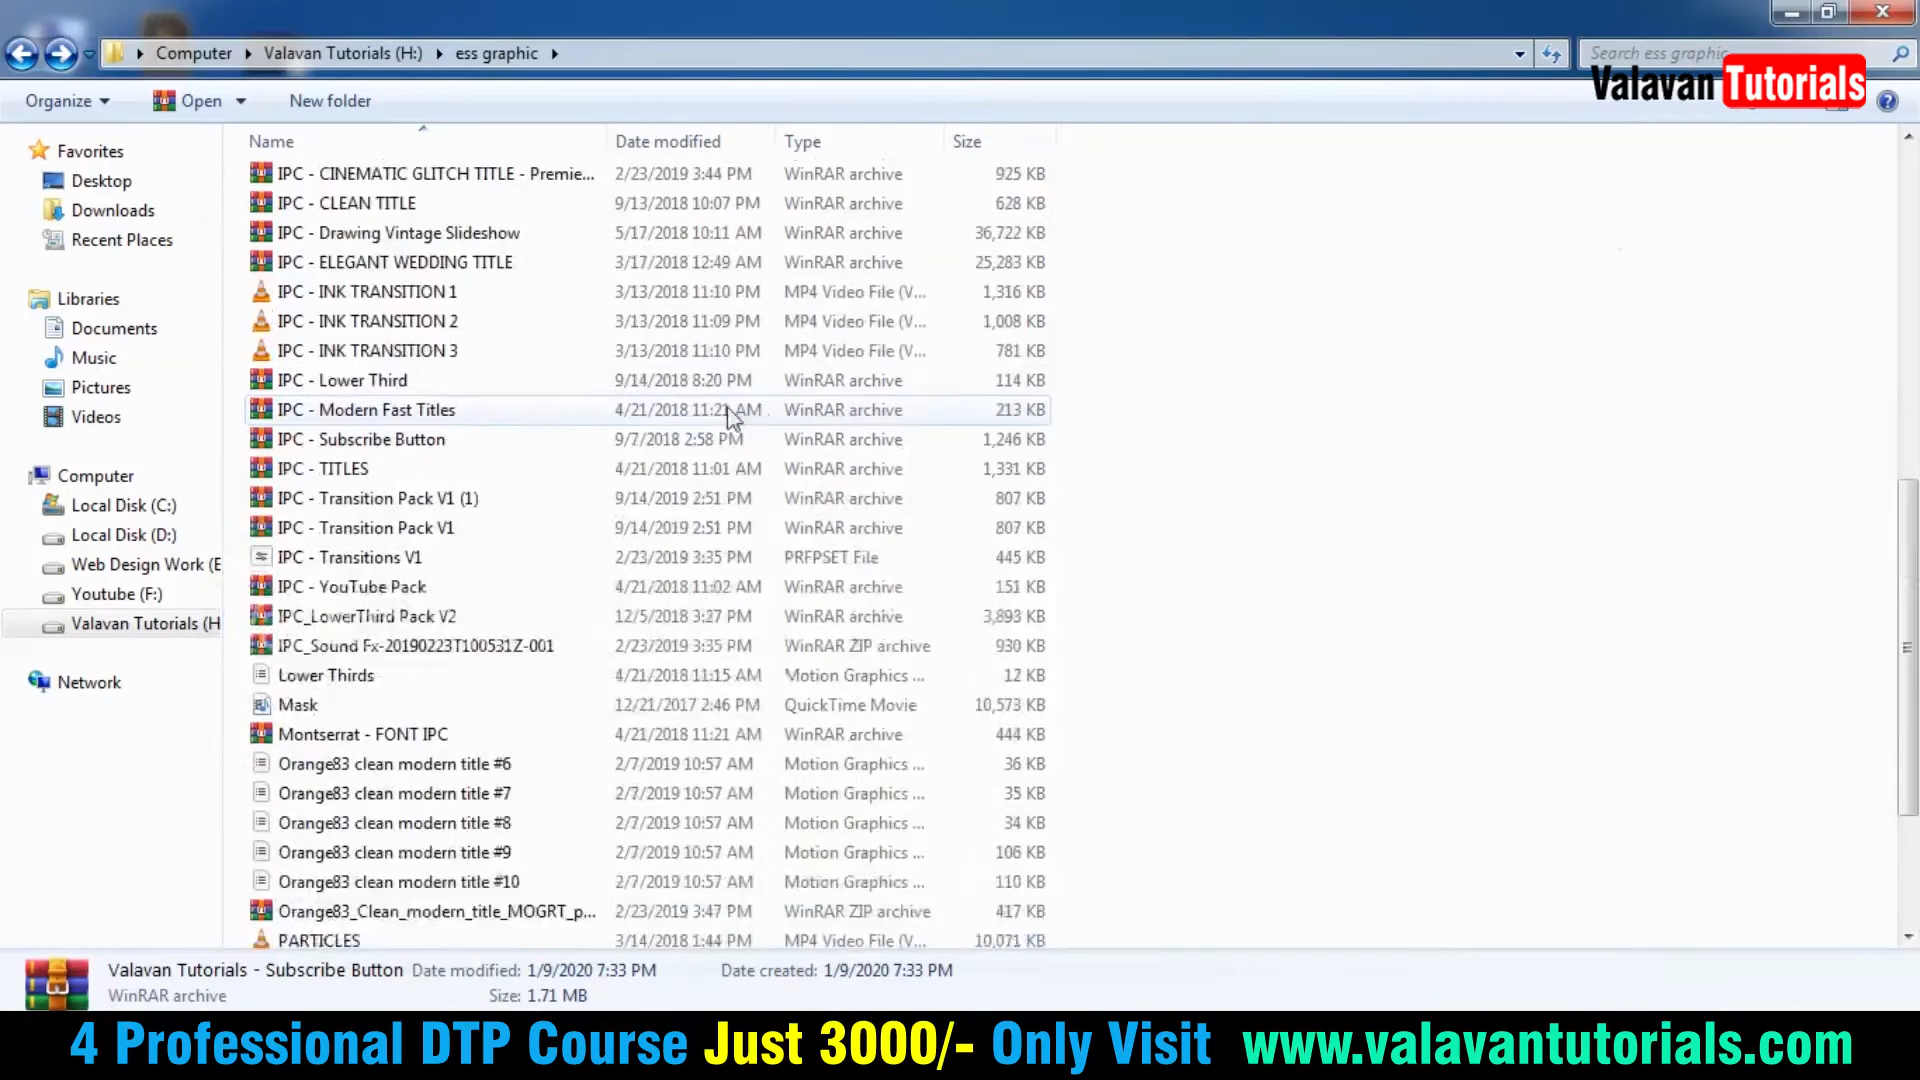 Computer Valavan Tutorials (H:) ess graphic
Search ess graphic
Valavan Tutorials
Organize Open New folder
Name Date modified Type Size
Favorites
Desktop
Downloads
Recent Places
Libraries
Documents
Music
Pictures
Videos
Computer
Local Disk (C:)
Local Disk (D:)
Web Design Work (E
Youtube (F:)
Valavan Tutorials (H
Network
IPC - CINEMATIC GLITCH TITLE - Premie... 2/23/2019 3:44 PM WinRAR archive 925 KB
IPC - CLEAN TITLE 9/13/2018 10:07 PM WinRAR archive 628 KB
IPC - Drawing Vintage Slideshow 5/17/2018 10:11 AM WinRAR archive 36,722 KB
IPC - ELEGANT WEDDING TITLE 3/17/2018 12:49 AM WinRAR archive 25,283 KB
IPC - INK TRANSITION 1 3/13/2018 11:10 PM MP4 Video File (V... 1,316 KB
IPC - INK TRANSITION 2 3/13/2018 11:09 PM MP4 Video File (V... 1,008 KB
IPC - INK TRANSITION 3 3/13/2018 11:10 PM MP4 Video File (V... 781 KB
IPC - Lower Third 9/14/2018 8:20 PM WinRAR archive 114 KB
IPC - Modern Fast Titles 4/21/2018 11:21 AM WinRAR archive 213 KB
IPC - Subscribe Button 9/7/2018 2:58 PM WinRAR archive 1,246 KB
IPC - TITLES 4/21/2018 11:01 AM WinRAR archive 1,331 KB
IPC - Transition Pack V1 (1) 9/14/2019 2:51 PM WinRAR archive 807 KB
IPC - Transition Pack V1 9/14/2019 2:51 PM WinRAR archive 807 KB
IPC - Transitions V1 2/23/2019 3:35 PM PRFPSET File 445 KB
IPC - YouTube Pack 4/21/2018 11:02 AM WinRAR archive 151 KB
IPC_LowerThird Pack V2 12/5/2018 3:27 PM WinRAR archive 3,893 KB
IPC_Sound Fx-20190223T100531Z-001 2/23/2019 3:35 PM WinRAR ZIP archive 930 KB
Lower Thirds 4/21/2018 11:15 AM Motion Graphics ... 12 KB
Mask 12/21/2017 2:46 PM QuickTime Movie 10,573 KB
Montserrat - FONT IPC 4/21/2018 11:21 AM WinRAR archive 444 KB
Orange83 clean modern title #6 2/7/2019 10:57 AM Motion Graphics ... 36 KB
Orange83 clean modern title #7 2/7/2019 10:57 AM Motion Graphics ... 35 KB
Orange83 clean modern title #8 2/7/2019 10:57 AM Motion Graphics ... 34 KB
Orange83 clean modern title #9 2/7/2019 10:57 AM Motion Graphics ... 106 KB
Orange83 clean modern title #10 2/7/2019 10:57 AM Motion Graphics ... 110 KB
Orange83_Clean_modern_title_MOGRT_p... 2/23/2019 3:47 PM WinRAR ZIP archive 417 KB
PARTICLES 3/14/2018 1:44 PM MP4 Video File (V... 10,071 KB
Valavan Tutorials - Subscribe Button Date modified: 1/9/2020 7:33 PM Date created: 1/9/2020 7:33 PM
WinRAR archive Size: 1.71 MB
4 Professional DTP Course Just 3000/- Only Visit www.valavantutorials.com